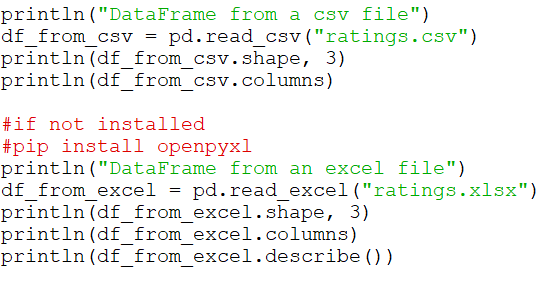 println("DataFrame from a csv file")
df_from_csv = pd.read_csv("ratings.csv")
println(df_from_csv.shape, 3)
println(df_from_csv.columns)

#if not installed
#pip install openpyxl
println("DataFrame from an excel file")
df_from_excel = pd.read_excel("ratings.xlsx")
println(df_from_excel.shape, 3)
println(df_from_excel.columns)
println(df_from_excel.describe())